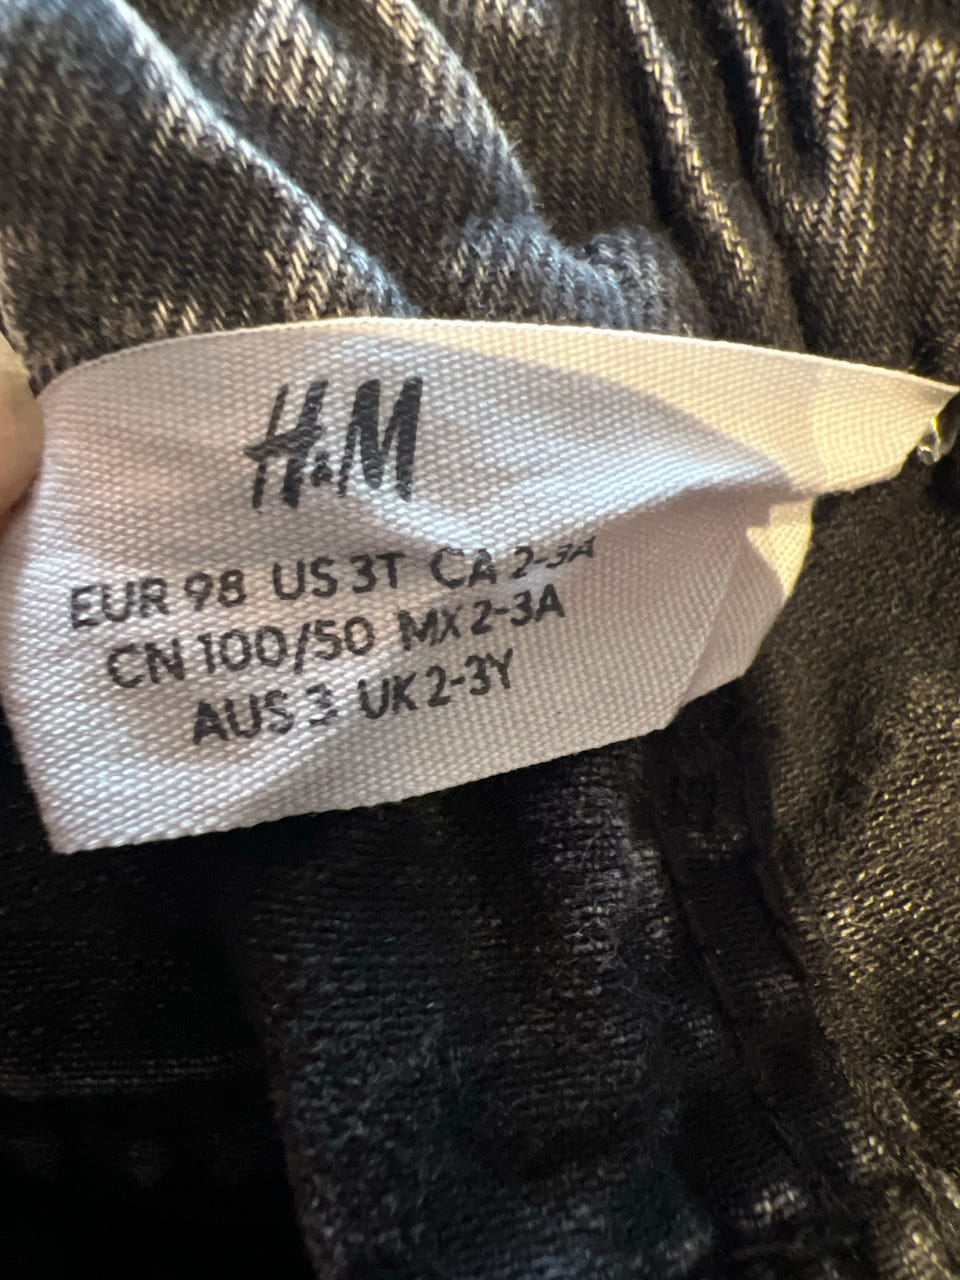 H&M
EUR 98 US 3T CA 2-3A
CN 100/50 MX 2-3A
AUS 3 UK 2-3Y